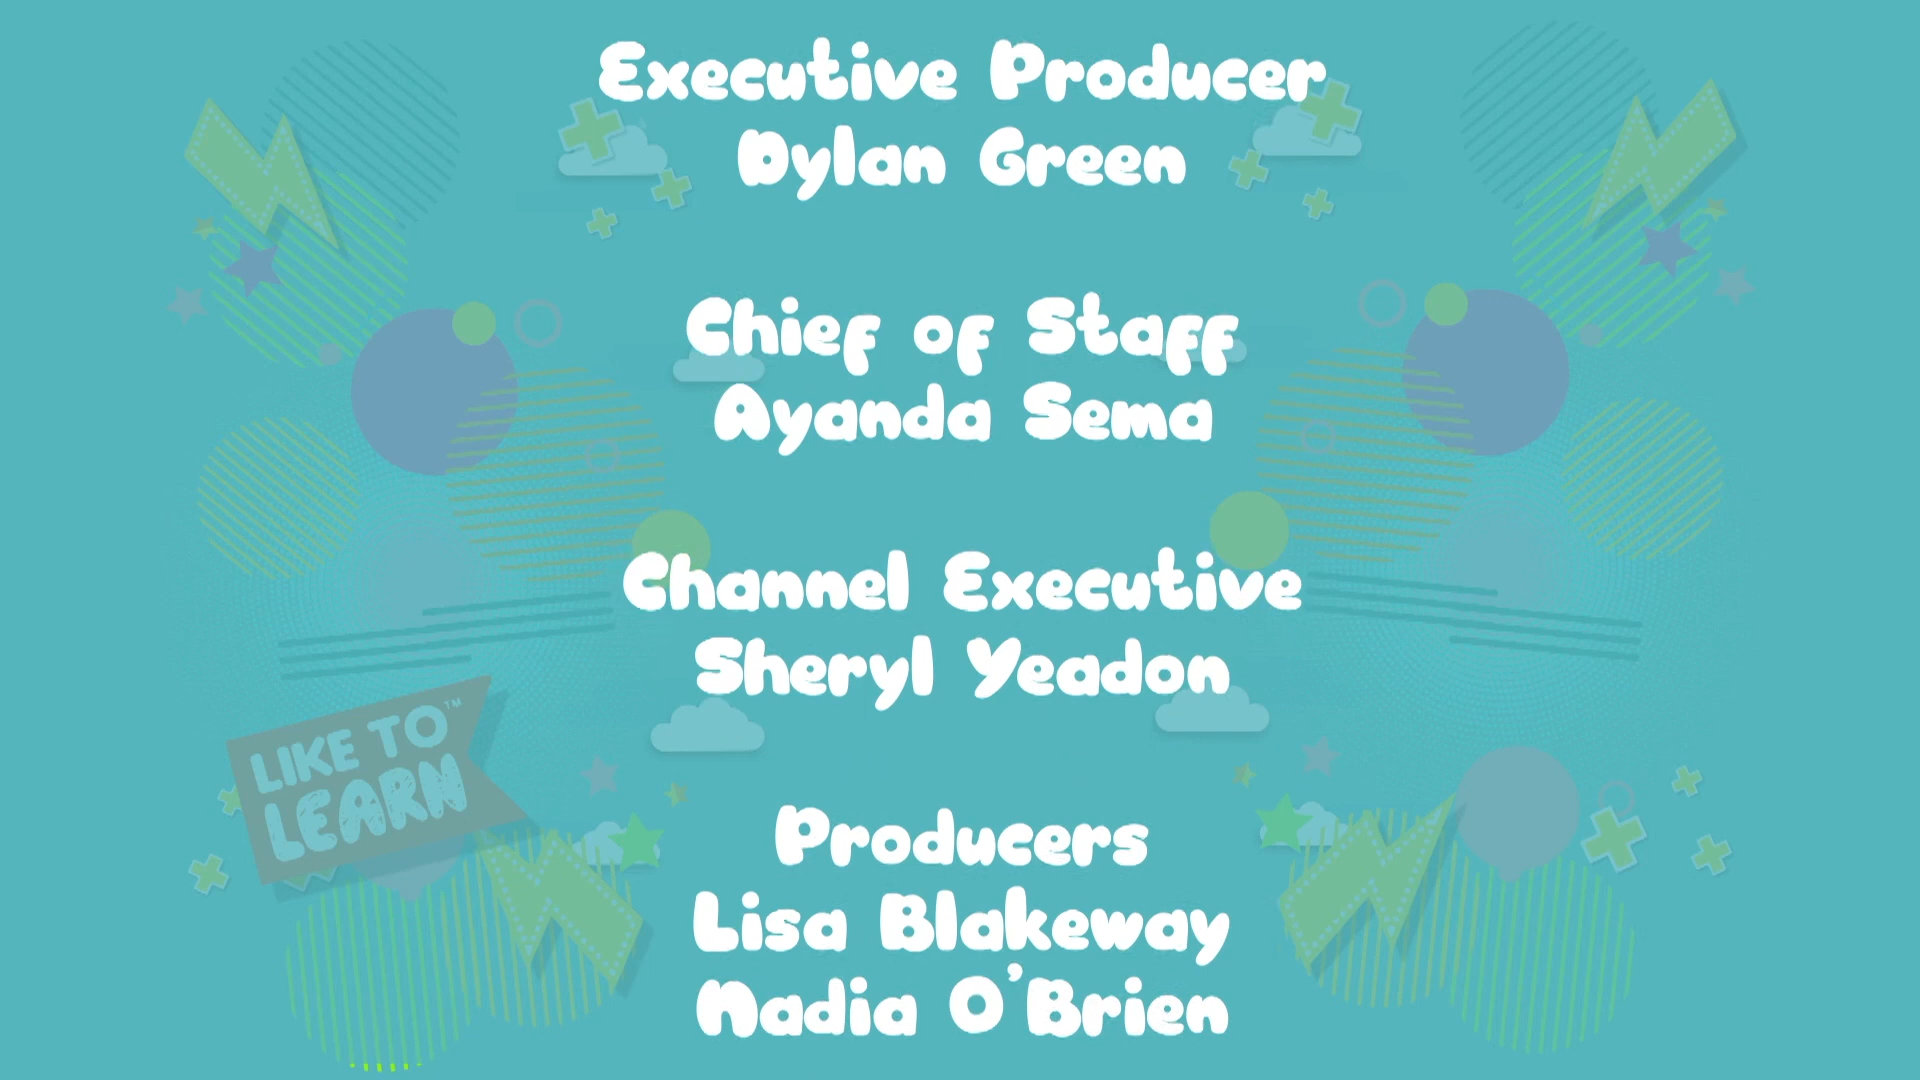 Executive Producer
Dylan Green
Chief of Staff
Ayanda Sema
Channel Executive
Sheryl Yeadon
LIKE TO™
LEARN
Producers
Lisa Blakeway
Nadia O'Brien